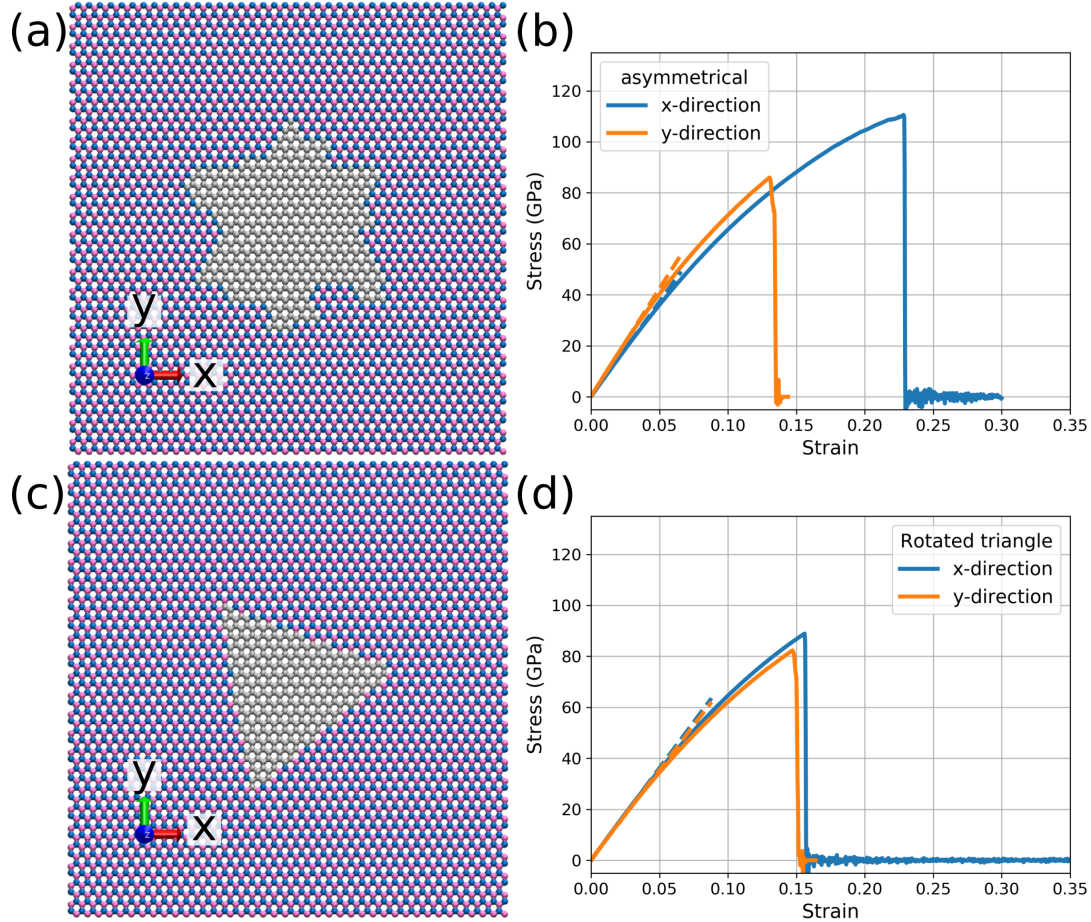 (a)
y
z
x
(b)
120
100
80
60
40
20
0
Stress (GPa)
asymmetrical
x-direction
y-direction
0.00 0.05 0.10 0.15 0.20 0.25 0.30 0.35
Strain
(c)
y
z
x
(d)
120
100
80
60
40
20
0
Stress (GPa)
Rotated triangle
x-direction
y-direction
0.00 0.05 0.10 0.15 0.20 0.25 0.30 0.35
Strain